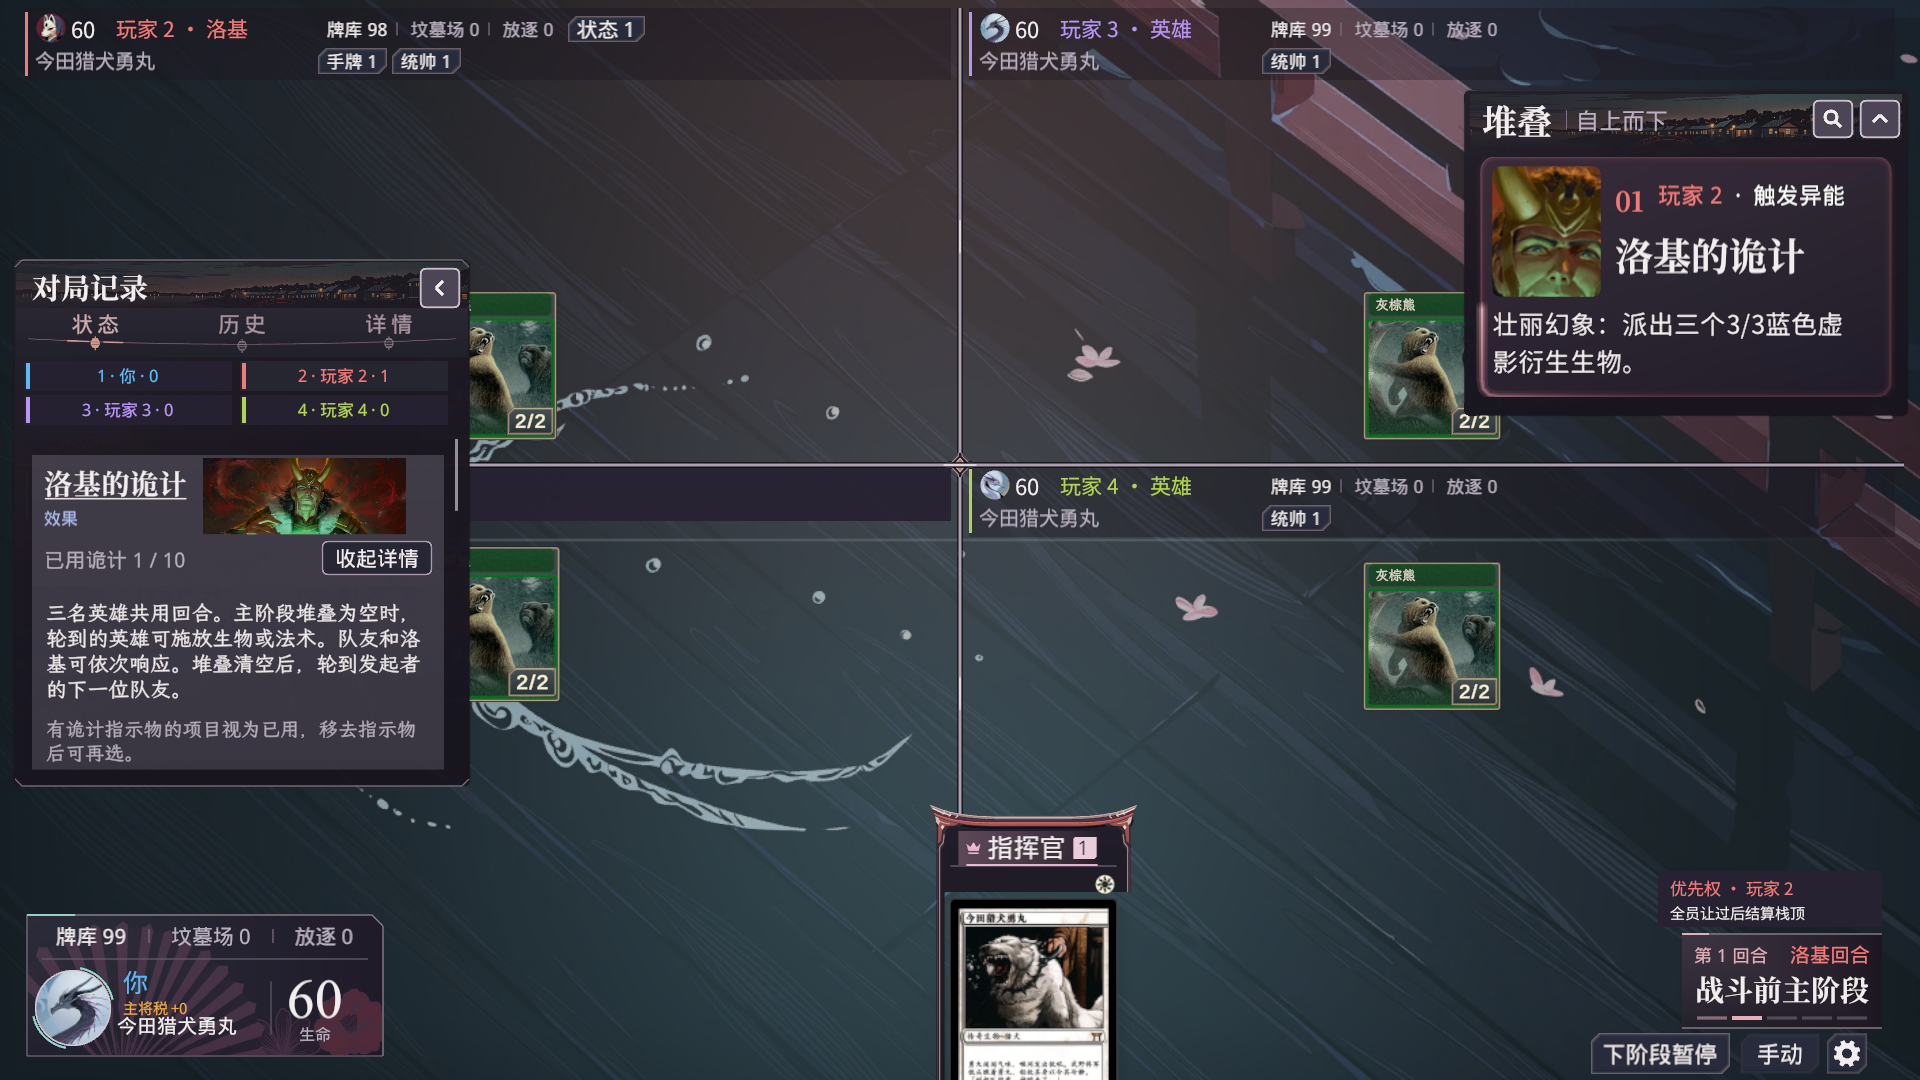 60 玩家 2 · 洛基
牌库 98 坟墓场 0 放逐 0 状态 1
今田猎犬勇丸
手牌 1 统帅 1
60 玩家 3 · 英雄
牌库 99 坟墓场 0 放逐 0
今田猎犬勇丸
统帅 1
堆叠 自上而下
01 玩家 2 · 触发异能
洛基的诡计
壮丽幻象：派出三个3/3蓝色虚
影衍生生物。
对局记录
状态 历史 详情
1 · 你 · 0
2 · 玩家 2 · 1
3 · 玩家 3 · 0
4 · 玩家 4 · 0
洛基的诡计
效果
已用诡计 1 / 10
收起详情
三名英雄共用回合。主阶段堆叠为空时，
轮到的英雄可施放生物或法术。队友和洛
基可依次响应。堆叠清空后，轮到发起者
的下一位队友。
有诡计指示物的项目视为已用，移去指示物
后可再选。
2/2
灰棕熊
2/2
60 玩家 4 · 英雄
牌库 99 坟墓场 0 放逐 0
今田猎犬勇丸
统帅 1
2/2
灰棕熊
2/2
指挥官 1
今田猎犬勇丸
传奇生物～猎犬
牌库 99 坟墓场 0 放逐 0
你
主将税 +0
今田猎犬勇丸
60
生命
优先权 · 玩家 2
全员让过后结算栈顶
第 1 回合 洛基回合
战斗前主阶段
下阶段暂停 手动